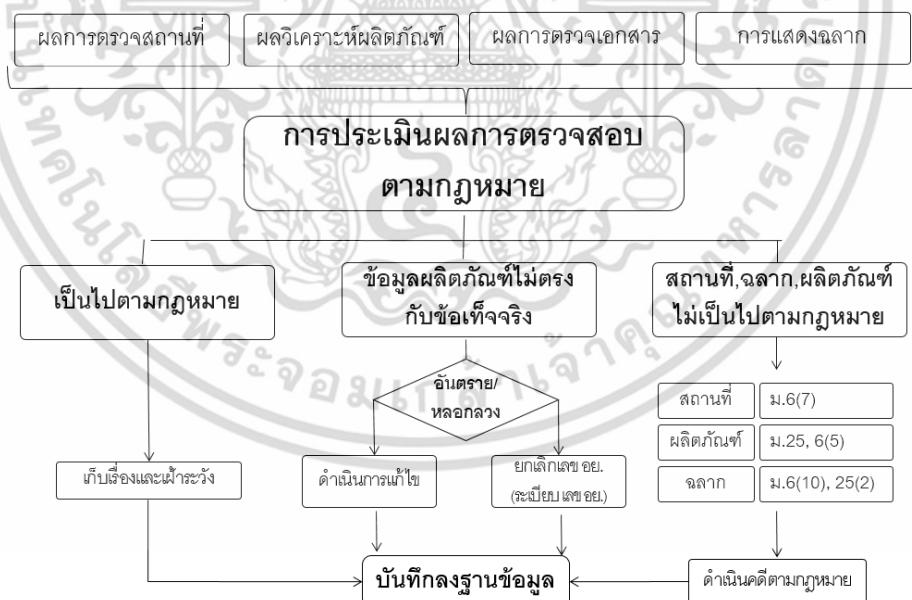 ผลการตรวจสถานที่
ผลวิเคราะห์ผลิตภัณฑ์
ผลการตรวจเอกสาร
การแสดงฉลาก
การประเมินผลการตรวจสอบ
ตามกฎหมาย
เป็นไปตามกฎหมาย
ข้อมูลผลิตภัณฑ์ไม่ตรง
กับข้อเท็จจริง
สถานที่,ฉลาก,ผลิตภัณฑ์
ไม่เป็นไปตามกฎหมาย
อันตราย/
หลอกลวง
สถานที่ ม.6(7)
ผลิตภัณฑ์ ม.25, 6(5)
ฉลาก ม.6(10), 25(2)
เก็บเรื่องและเฝ้าระวัง
ดำเนินการแก้ไข
ยกเลิกเลข อย.
(ระเบียบ เลข อย.)
บันทึกลงฐานข้อมูล
ดำเนินคดีตามกฎหมาย